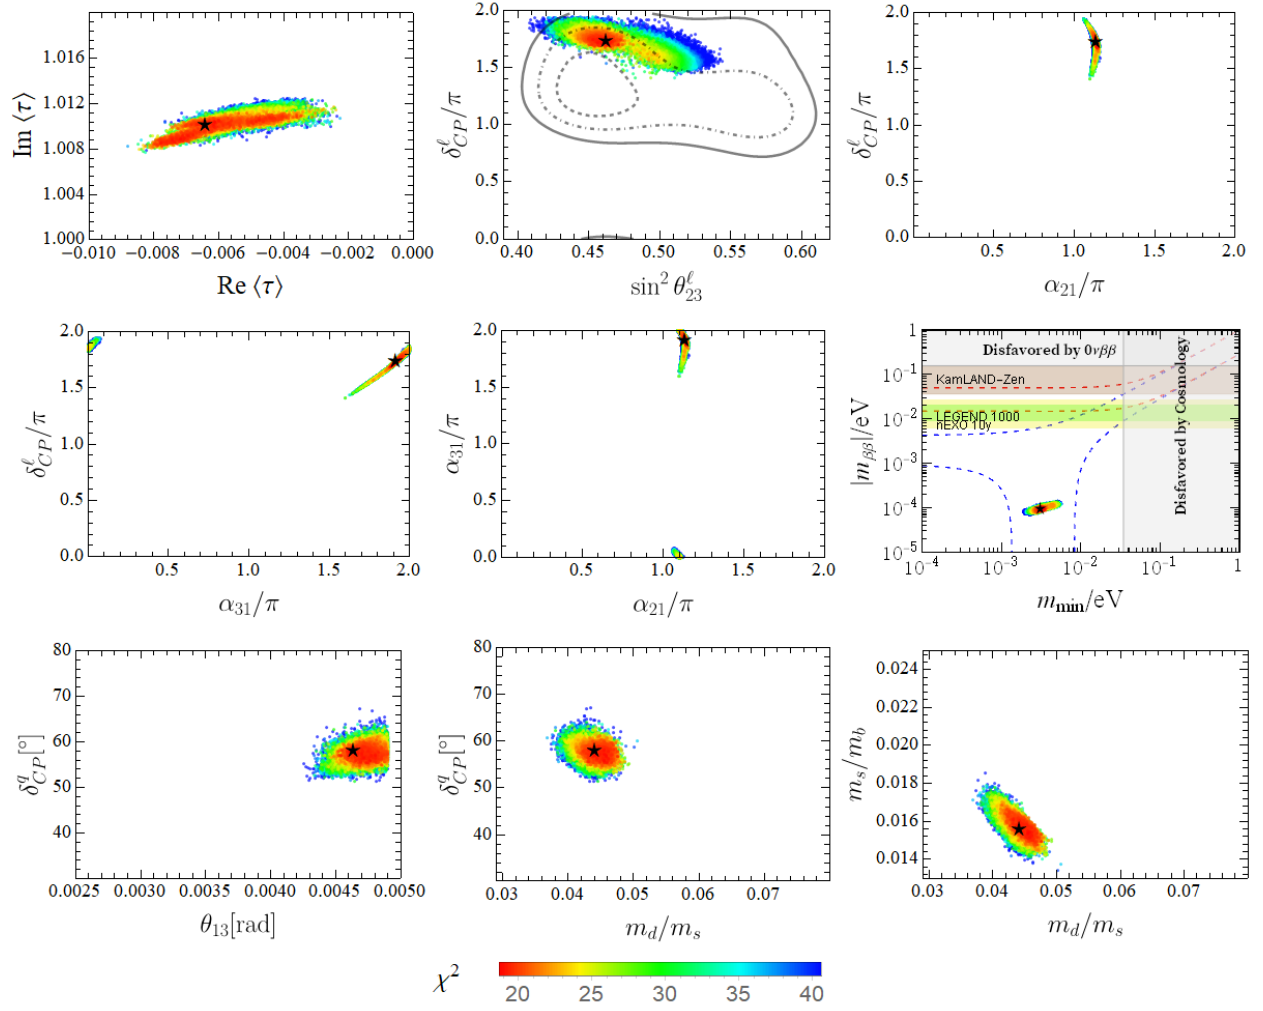 1.016
1.012
1.008
1.004
1.000
Im ⟨τ⟩
−0.010 −0.008 −0.006 −0.004 −0.002 0.000
Re ⟨τ⟩
2.0
1.5
1.0
0.5
0.0
δ^ℓ_CP/π
0.40 0.45 0.50 0.55 0.60
sin² θ^ℓ_23
2.0
1.5
1.0
0.5
0.0
δ^ℓ_CP/π
0.5 1.0 1.5 2.0
α21/π
2.0
1.5
1.0
0.5
0.0
δ^ℓ_CP/π
0.5 1.0 1.5 2.0
α31/π
2.0
1.5
1.0
0.5
0.0
α31/π
0.5 1.0 1.5 2.0
α21/π
1
10⁻¹
10⁻²
10⁻³
10⁻⁴
10⁻⁵
|m_ββ|/eV
Disfavored by 0νββ
KamLAND−Zen
LEGEND 1000
nEXO 10y
Disfavored by Cosmology
10⁻⁴ 10⁻³ 10⁻² 10⁻¹ 1
m_min/eV
80
70
60
50
40
δ^q_CP[°]
0.0025 0.0030 0.0035 0.0040 0.0045 0.0050
θ13[rad]
80
70
60
50
40
δ^q_CP[°]
0.03 0.04 0.05 0.06 0.07
m_d/m_s
0.024
0.022
0.020
0.018
0.016
0.014
m_s/m_b
0.03 0.04 0.05 0.06 0.07
m_d/m_s
χ²
20 25 30 35 40